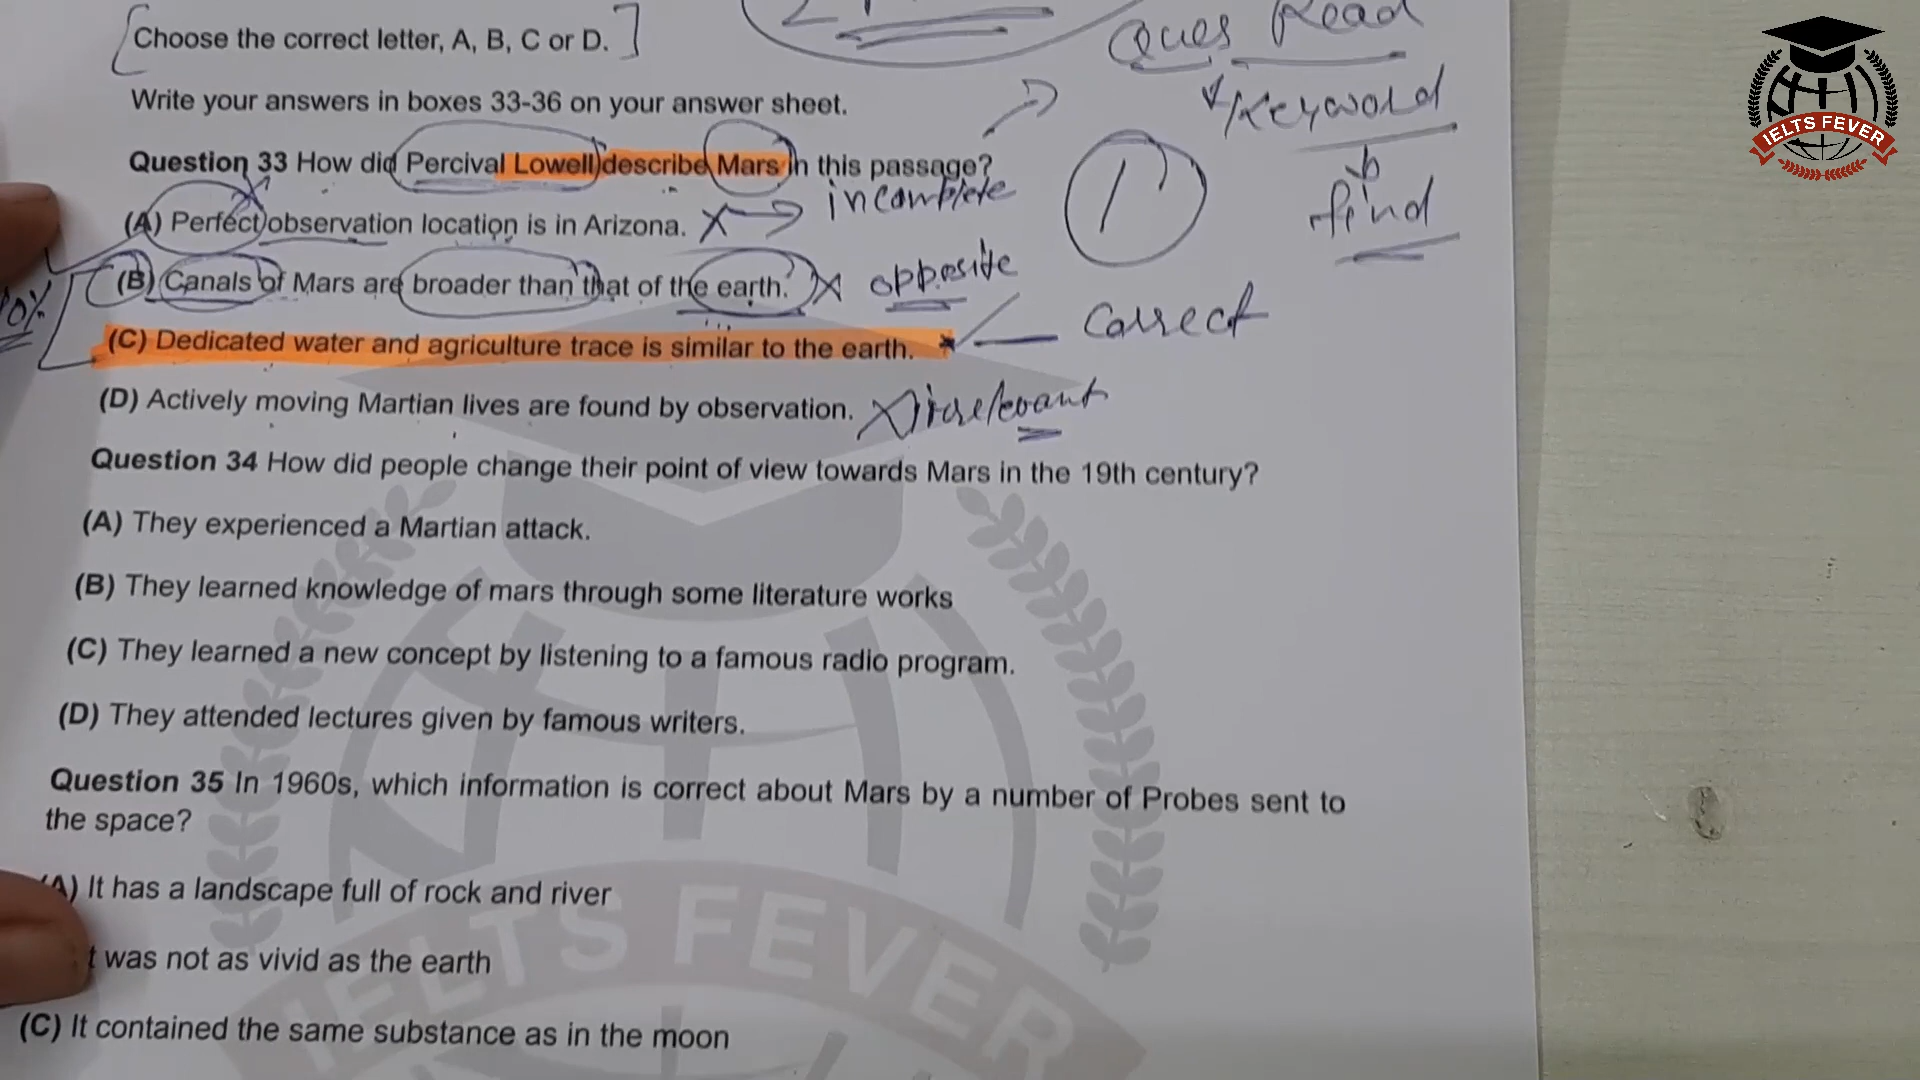 [Choose the correct letter, A, B, C or D.]
Ques Read
Write your answers in boxes 33-36 on your answer sheet.
Keyword
find
IELTS FEVER
Question 33 How did Percival Lowell describe Mars in this passage?
(A) Perfect observation location is in Arizona. X → incomplete
(B) Canals of Mars are broader than that of the earth. X opposite
(C) Dedicated water and agriculture trace is similar to the earth. Correct
(D) Actively moving Martian lives are found by observation. X irrelevant
1
0%
Question 34 How did people change their point of view towards Mars in the 19th century?
(A) They experienced a Martian attack.
(B) They learned knowledge of mars through some literature works
(C) They learned a new concept by listening to a famous radio program.
(D) They attended lectures given by famous writers.
Question 35 In 1960s, which information is correct about Mars by a number of Probes sent to
the space?
A) It has a landscape full of rock and river
t was not as vivid as the earth
(C) It contained the same substance as in the moon
IELTS FEVER